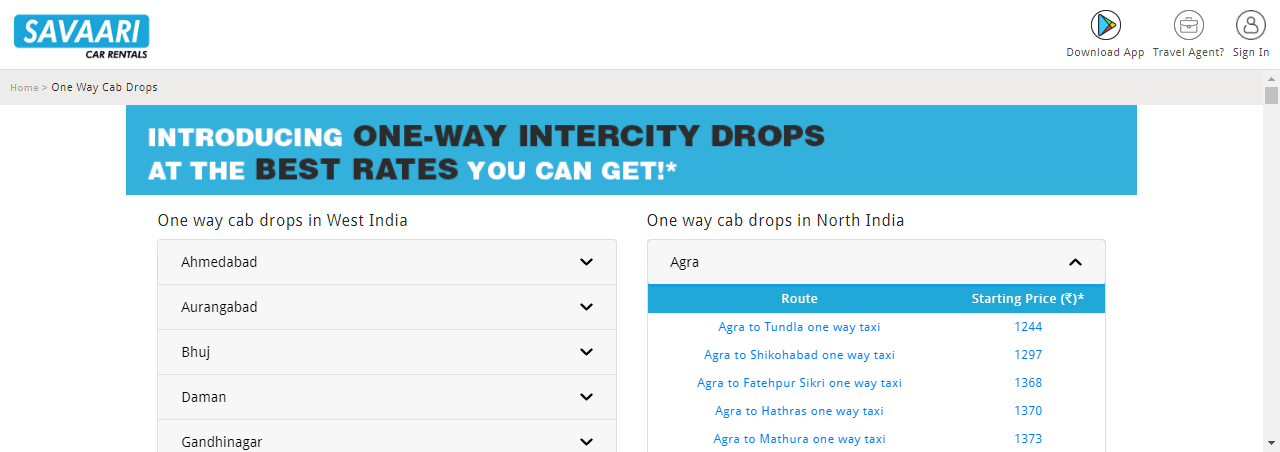 SAVAARI
CAR RENTALS
Download App
Travel Agent?
Sign In
Home > One Way Cab Drops
INTRODUCING ONE-WAY INTERCITY DROPS
AT THE BEST RATES YOU CAN GET!*
One way cab drops in West India
Ahmedabad
Aurangabad
Bhuj
Daman
Gandhinagar
One way cab drops in North India
Agra
Route Starting Price (₹)*
Agra to Tundla one way taxi 1244
Agra to Shikohabad one way taxi 1297
Agra to Fatehpur Sikri one way taxi 1368
Agra to Hathras one way taxi 1370
Agra to Mathura one way taxi 1373